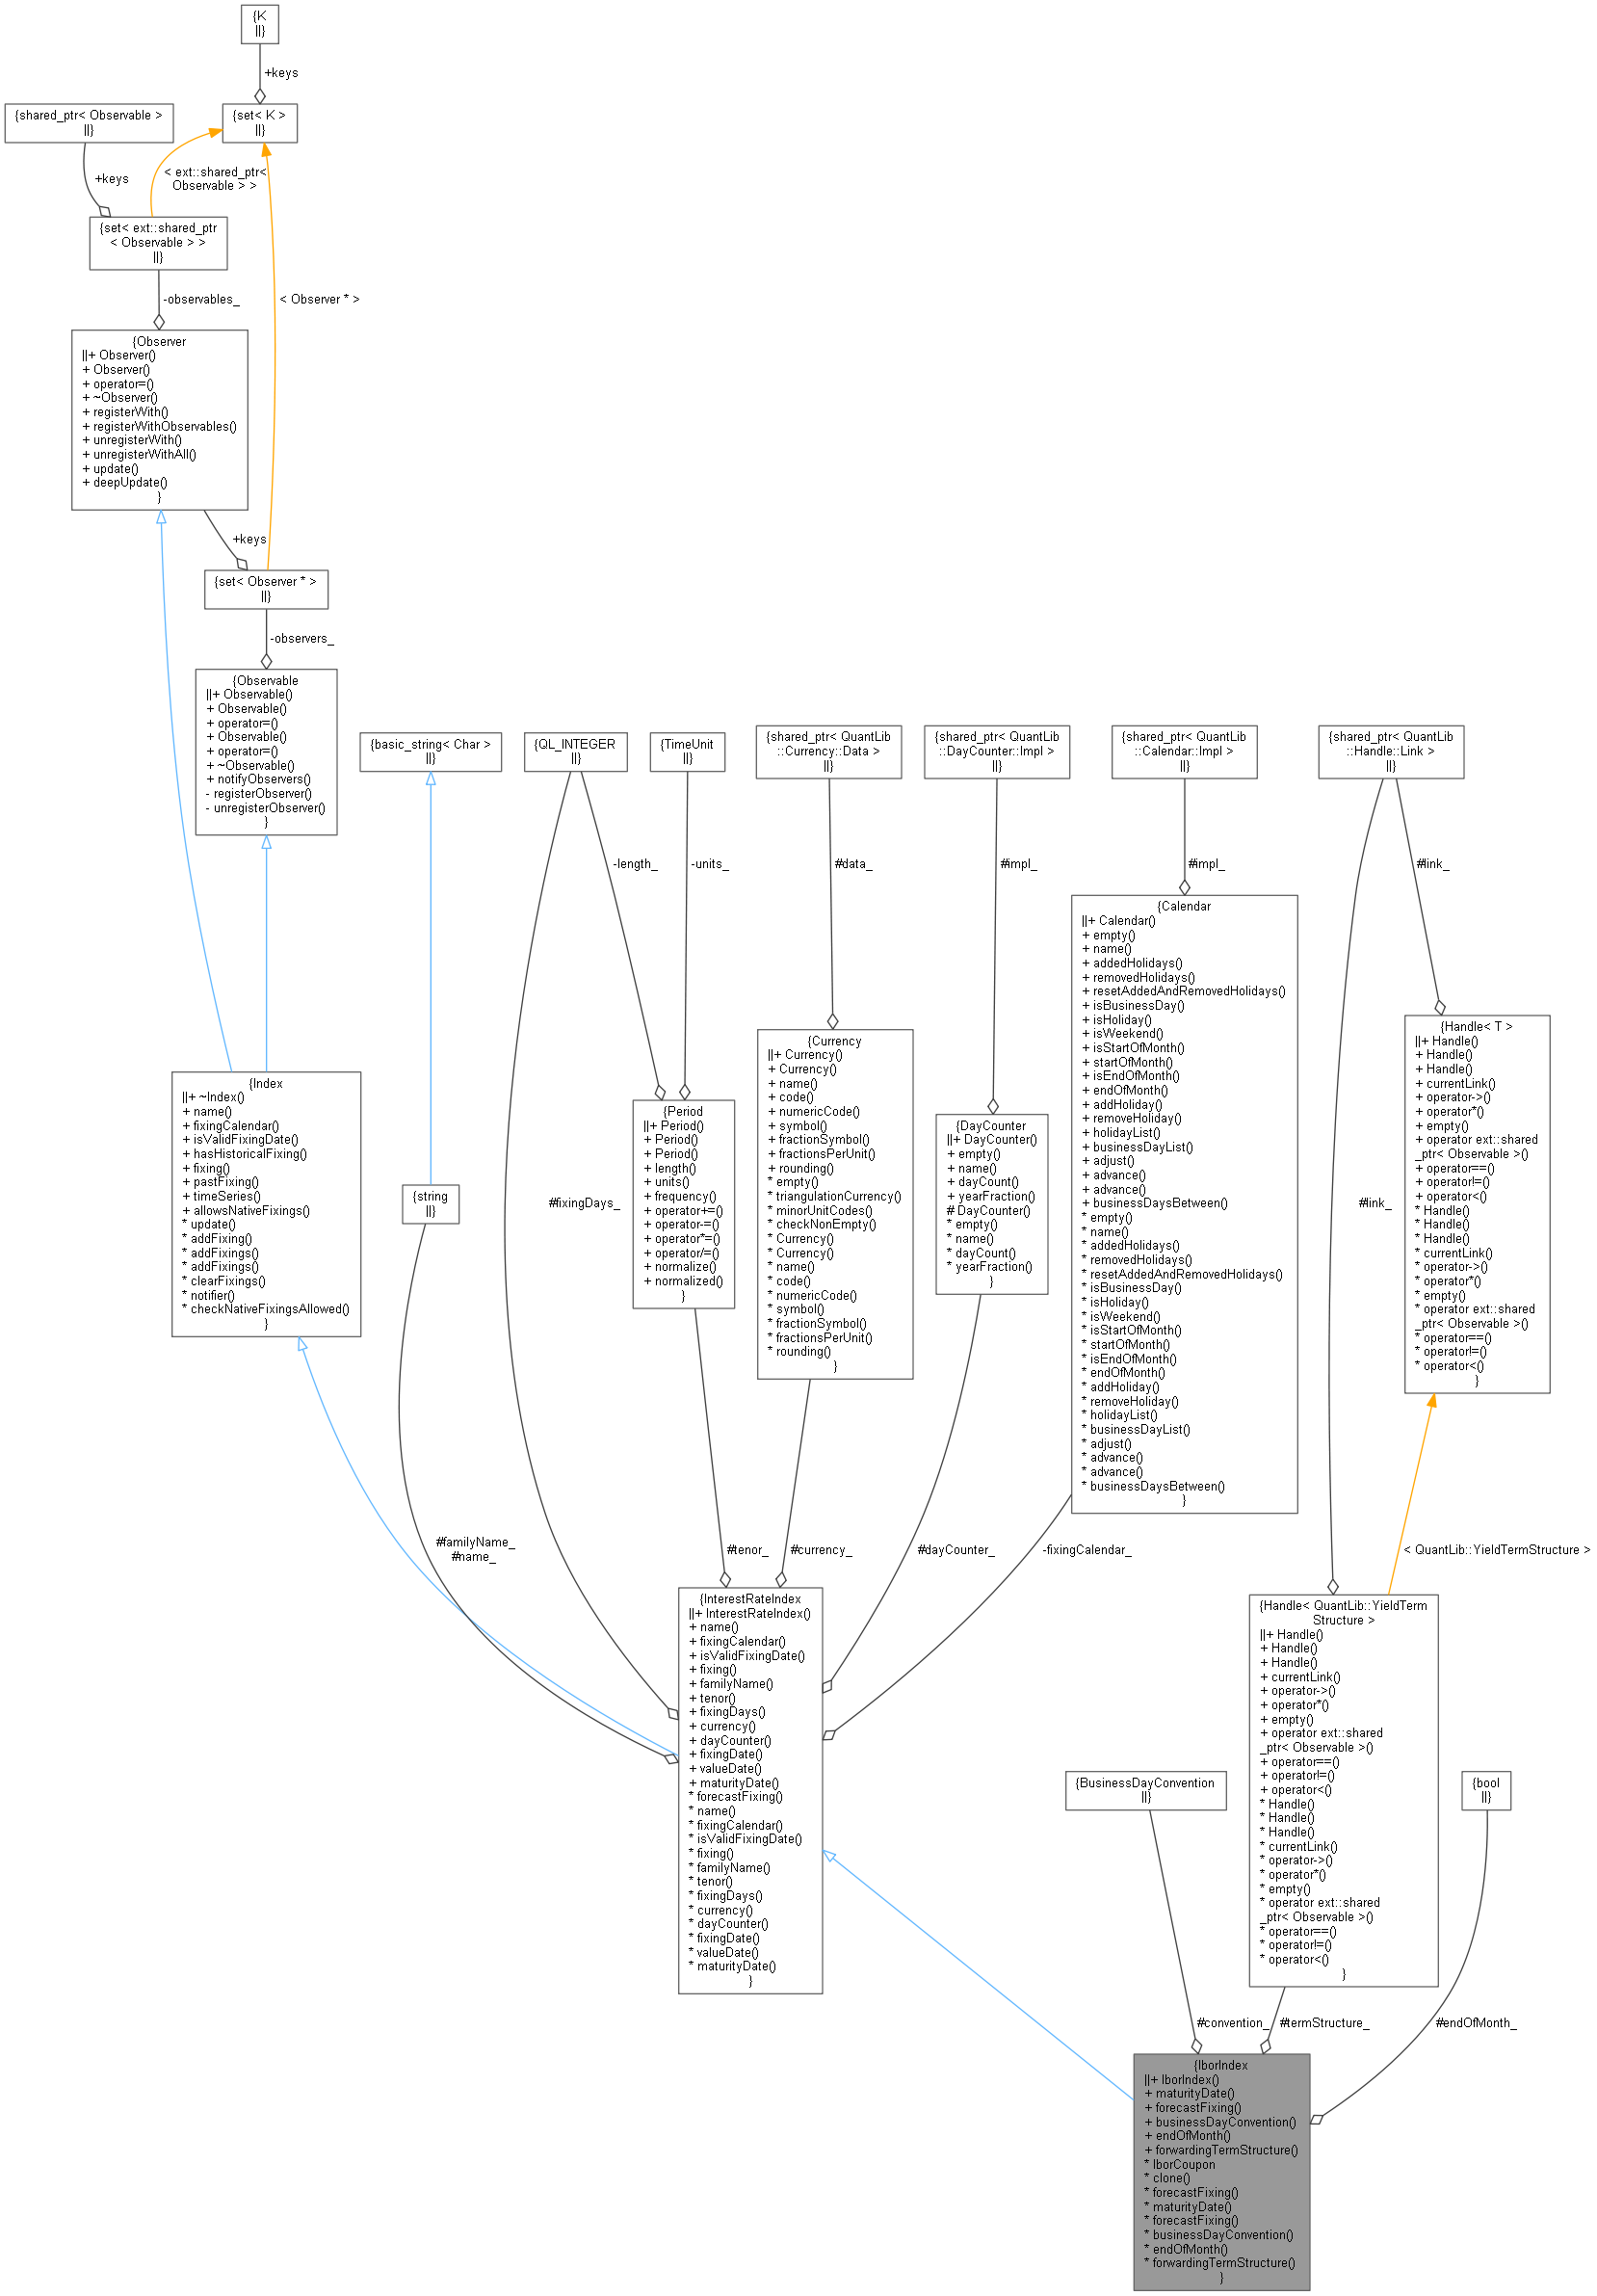 {K
||}
+keys
{shared_ptr< Observable >
||}
{set< K >
||}
+keys
< ext::shared_ptr<
Observable > >
{set< ext::shared_ptr
< Observable > >
||}
-observables_
< Observer * >
{Observer
||+ Observer()
+ Observer()
+ operator=()
+ ~Observer()
+ registerWith()
+ registerWithObservables()
+ unregisterWith()
+ unregisterWithAll()
+ update()
+ deepUpdate()
}
+keys
{set< Observer * >
||}
-observers_
{Observable
||+ Observable()
+ Observable()
+ operator=()
+ Observable()
+ operator=()
+ ~Observable()
+ notifyObservers()
- registerObserver()
- unregisterObserver()
}
{basic_string< Char >
||}
{QL_INTEGER
||}
{TimeUnit
||}
{shared_ptr< QuantLib
::Currency::Data >
||}
{shared_ptr< QuantLib
::DayCounter::Impl >
||}
{shared_ptr< QuantLib
::Calendar::Impl >
||}
{shared_ptr< QuantLib
::Handle::Link >
||}
-length_
-units_
#data_
#impl_
#impl_
#link_
{Index
||+ ~Index()
+ name()
+ fixingCalendar()
+ isValidFixingDate()
+ hasHistoricalFixing()
+ fixing()
+ pastFixing()
+ timeSeries()
+ allowsNativeFixings()
* update()
* addFixing()
* addFixings()
* addFixings()
* clearFixings()
* notifier()
* checkNativeFixingsAllowed()
}
{string
||}
#fixingDays_
{Period
||+ Period()
+ Period()
+ Period()
+ length()
+ units()
+ frequency()
+ operator+=()
+ operator-=()
+ operator*=()
+ operator/=()
+ normalize()
+ normalized()
}
{Currency
||+ Currency()
+ Currency()
+ name()
+ code()
+ numericCode()
+ symbol()
+ fractionSymbol()
+ fractionsPerUnit()
+ rounding()
* empty()
* triangulationCurrency()
* minorUnitCodes()
* checkNonEmpty()
* Currency()
* Currency()
* name()
* code()
* numericCode()
* symbol()
* fractionSymbol()
* fractionsPerUnit()
* rounding()
}
{DayCounter
||+ DayCounter()
+ empty()
+ name()
+ dayCount()
+ yearFraction()
# DayCounter()
* empty()
* name()
* dayCount()
* yearFraction()
}
{Calendar
||+ Calendar()
+ empty()
+ name()
+ addedHolidays()
+ removedHolidays()
+ resetAddedAndRemovedHolidays()
+ isBusinessDay()
+ isHoliday()
+ isWeekend()
+ isStartOfMonth()
+ startOfMonth()
+ isEndOfMonth()
+ endOfMonth()
+ addHoliday()
+ removeHoliday()
+ holidayList()
+ businessDayList()
+ adjust()
+ advance()
+ advance()
+ businessDaysBetween()
* empty()
* name()
* addedHolidays()
* removedHolidays()
* resetAddedAndRemovedHolidays()
* isBusinessDay()
* isHoliday()
* isWeekend()
* isStartOfMonth()
* startOfMonth()
* isEndOfMonth()
* endOfMonth()
* addHoliday()
* removeHoliday()
* holidayList()
* businessDayList()
* adjust()
* advance()
* advance()
* businessDaysBetween()
}
#link_
{Handle< T >
||+ Handle()
+ Handle()
+ Handle()
+ currentLink()
+ operator->()
+ operator*()
+ empty()
+ operator ext::shared
_ptr< Observable >()
+ operator==()
+ operator!=()
+ operator<()
* Handle()
* Handle()
* Handle()
* currentLink()
* operator->()
* operator*()
* empty()
* operator ext::shared
_ptr< Observable >()
* operator==()
* operator!=()
* operator<()
}
#familyName_
#name_
#tenor_
#currency_
#dayCounter_
-fixingCalendar_
< QuantLib::YieldTermStructure >
{InterestRateIndex
||+ InterestRateIndex()
+ name()
+ fixingCalendar()
+ isValidFixingDate()
+ fixing()
+ familyName()
+ tenor()
+ fixingDays()
+ currency()
+ dayCounter()
+ fixingDate()
+ valueDate()
+ maturityDate()
* forecastFixing()
* name()
* fixingCalendar()
* isValidFixingDate()
* fixing()
* familyName()
* tenor()
* fixingDays()
* currency()
* dayCounter()
* fixingDate()
* valueDate()
* maturityDate()
}
{BusinessDayConvention
||}
{Handle< QuantLib::YieldTerm
Structure >
||+ Handle()
+ Handle()
+ Handle()
+ currentLink()
+ operator->()
+ operator*()
+ empty()
+ operator ext::shared
_ptr< Observable >()
+ operator==()
+ operator!=()
+ operator<()
* Handle()
* Handle()
* Handle()
* currentLink()
* operator->()
* operator*()
* empty()
* operator ext::shared
_ptr< Observable >()
* operator==()
* operator!=()
* operator<()
}
{bool
||}
#convention_
#termStructure_
#endOfMonth_
{IborIndex
||+ IborIndex()
+ maturityDate()
+ forecastFixing()
+ businessDayConvention()
+ endOfMonth()
+ forwardingTermStructure()
* IborCoupon
* clone()
* forecastFixing()
* maturityDate()
* forecastFixing()
* businessDayConvention()
* endOfMonth()
* forwardingTermStructure()
}